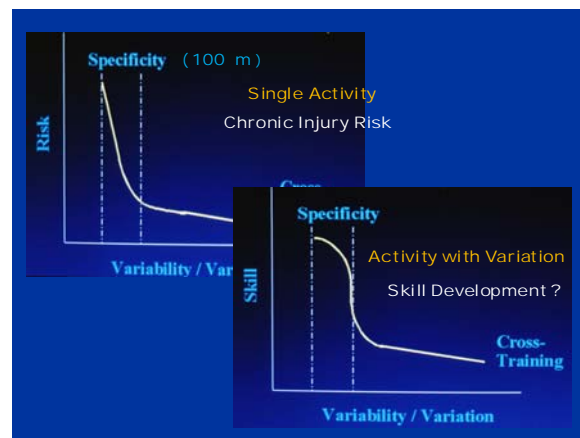 Specificity (100 m)
Single Activity
Chronic Injury Risk
Risk
Variability /
Specificity
Activity with Variation
Skill Development ?
Skill
Cross-
Training
Variability / Variation